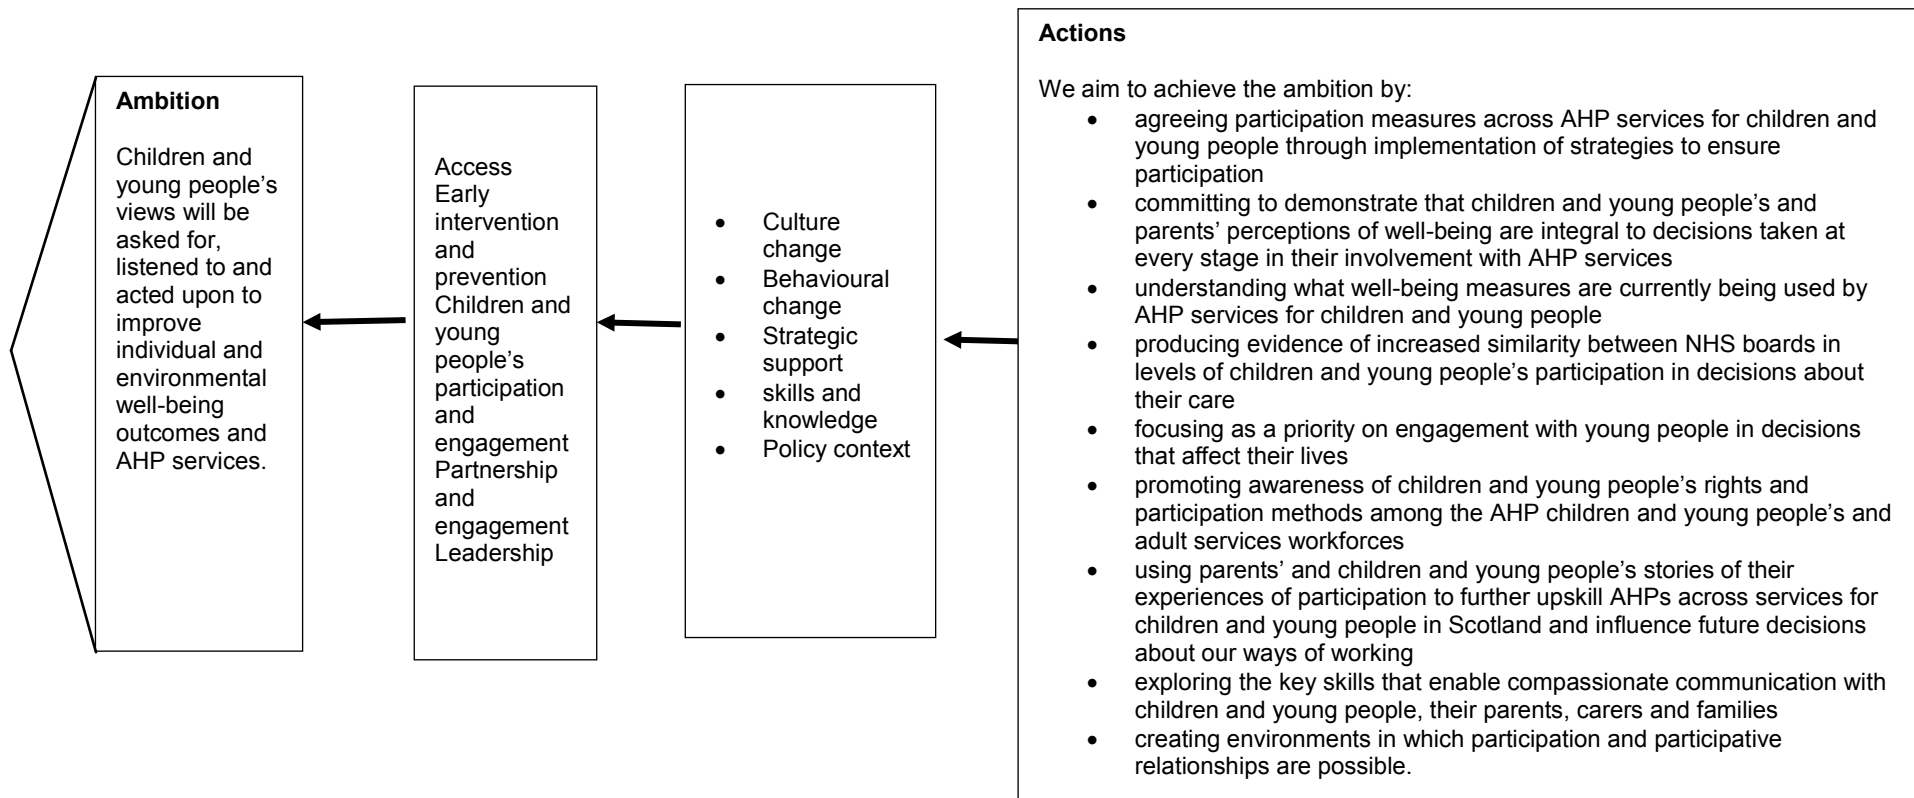 Ambition
Children and
young people’s
views will be
asked for,
listened to and
acted upon to
improve
individual and
environmental
well-being
outcomes and
AHP services.
Access
Early
intervention
and
prevention
Children and
young
people’s
participation
and
engagement
Partnership
and
engagement
Leadership
• Culture
change
• Behavioural
change
• Strategic
support
• skills and
knowledge
• Policy context
Actions
We aim to achieve the ambition by:
• agreeing participation measures across AHP services for children and
young people through implementation of strategies to ensure
participation
• committing to demonstrate that children and young people’s and
parents’ perceptions of well-being are integral to decisions taken at
every stage in their involvement with AHP services
• understanding what well-being measures are currently being used by
AHP services for children and young people
• producing evidence of increased similarity between NHS boards in
levels of children and young people’s participation in decisions about
their care
• focusing as a priority on engagement with young people in decisions
that affect their lives
• promoting awareness of children and young people’s rights and
participation methods among the AHP children and young people’s and
adult services workforces
• using parents’ and children and young people’s stories of their
experiences of participation to further upskill AHPs across services for
children and young people in Scotland and influence future decisions
about our ways of working
• exploring the key skills that enable compassionate communication with
children and young people, their parents, carers and families
• creating environments in which participation and participative
relationships are possible.